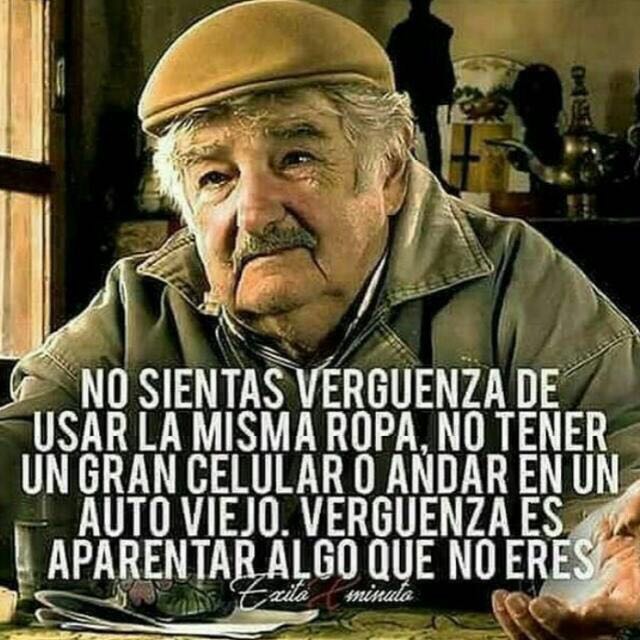 NO SIENTAS VERGUENZA DE
USAR LA MISMA ROPA, NO TENER
UN GRAN CELULAR O ANDAR EN UN
AUTO VIEJO. VERGUENZA ES
APARENTAR ALGO QUE NO ERES
Exito X minuto